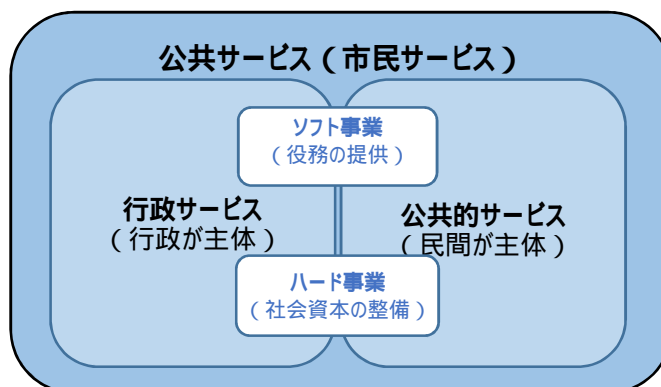 公共サービス（市民サービス）
ソフト事業
（役務の提供）
行政サービス
（行政が主体）
公共的サービス
（民間が主体）
ハード事業
（社会資本の整備）